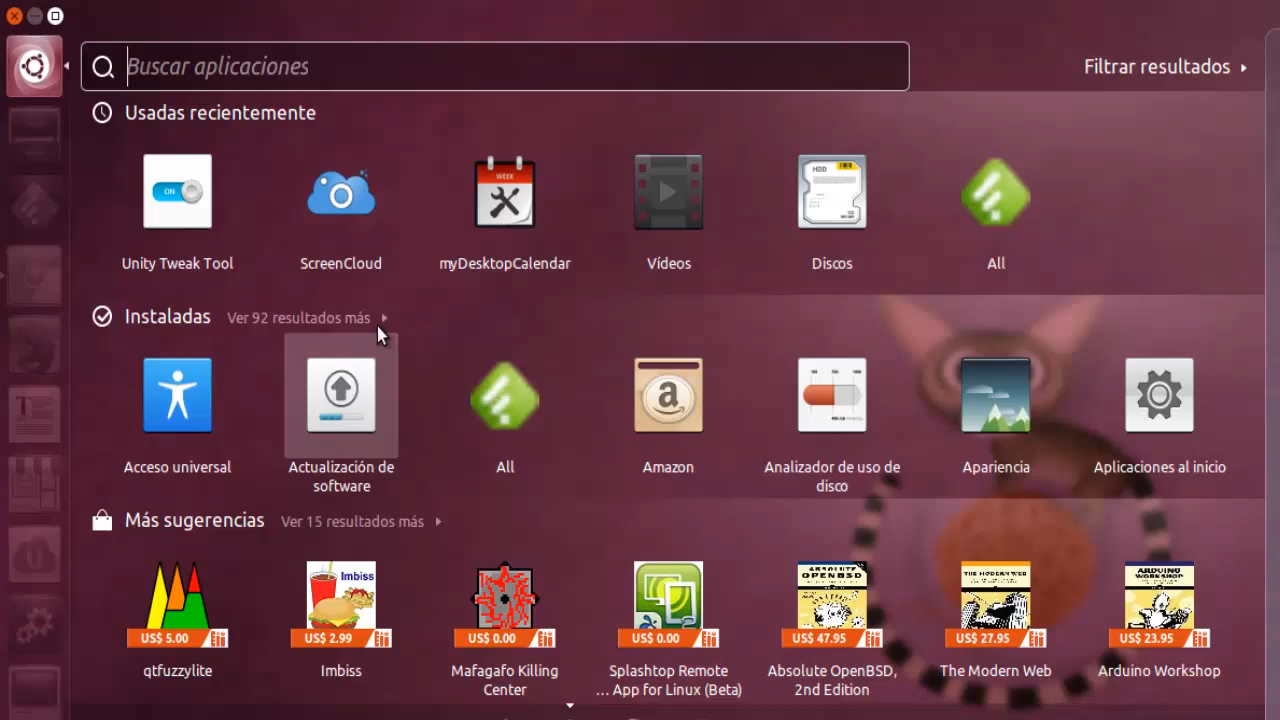 Buscar aplicaciones
Filtrar resultados
Usadas recientemente
ON
WEEK
HDD
Unity Tweak Tool
ScreenCloud
myDesktopCalendar
Vídeos
Discos
All
Instaladas
Ver 92 resultados más
a
Acceso universal
Actualización de
software
All
Amazon
Analizador de uso de
disco
Apariencia
Aplicaciones al inicio
Más sugerencias
Ver 15 resultados más
Imbiss
ABSOLUTE
OPENBSD
THE MODERN WEB
ARDUINO
WORKSHOP
US$ 5.00
US$ 2.99
US$ 0.00
US$ 0.00
US$ 47.95
US$ 27.95
US$ 23.95
qtfuzzylite
Imbiss
Mafagafo Killing
Center
Splashtop Remote
... App for Linux (Beta)
Absolute OpenBSD,
2nd Edition
The Modern Web
Arduino Workshop